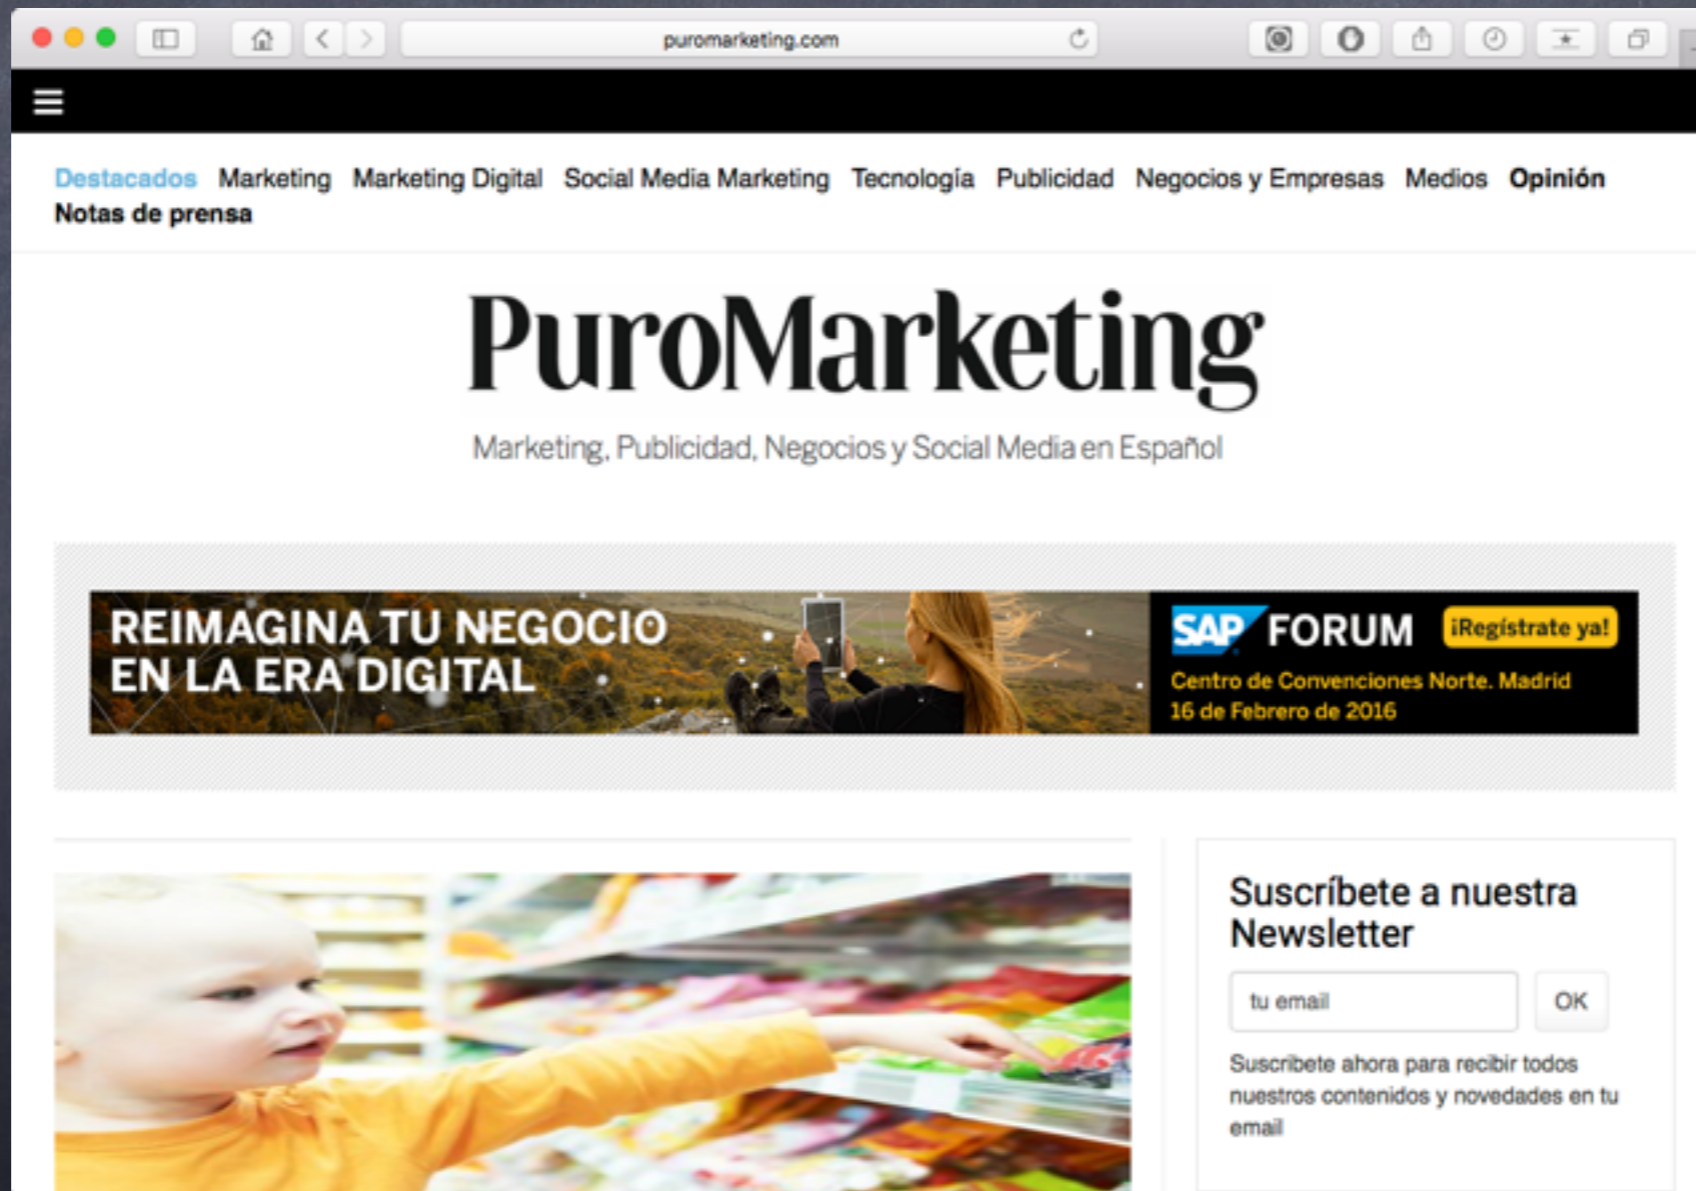 puromarketing.com
Destacados Marketing Marketing Digital Social Media Marketing Tecnología Publicidad Negocios y Empresas Medios Opinión
Notas de prensa
PuroMarketing
Marketing, Publicidad, Negocios y Social Media en Español
REIMAGINA TU NEGOCIO
EN LA ERA DIGITAL
SAP FORUM ¡Regístrate ya!
Centro de Convenciones Norte. Madrid
16 de Febrero de 2016
Suscríbete a nuestra
Newsletter
tu email OK
Suscribete ahora para recibir todos
nuestros contenidos y novedades en tu
email